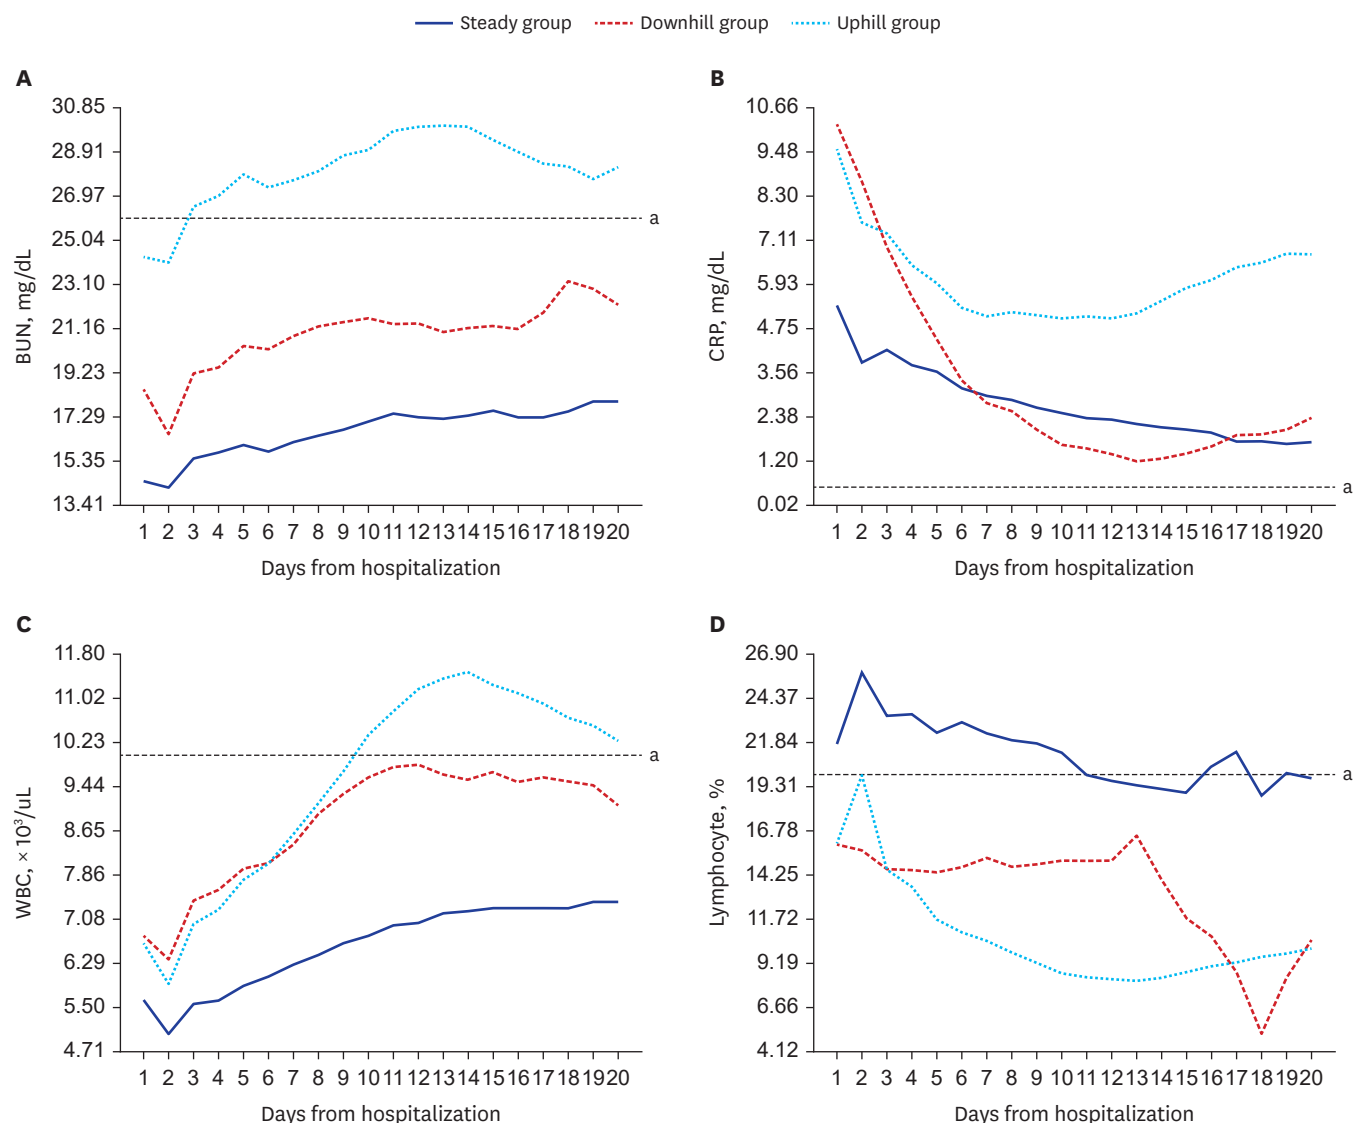 Steady group Downhill group Uphill group
A
30.85
28.91
26.97
25.04
23.10
21.16
19.23
17.29
15.35
13.41
BUN, mg/dL
a
1 2 3 4 5 6 7 8 9 10 11 12 13 14 15 16 17 18 19 20
Days from hospitalization
B
10.66
9.48
8.30
7.11
5.93
4.75
3.56
2.38
1.20
0.02
CRP, mg/dL
a
1 2 3 4 5 6 7 8 9 10 11 12 13 14 15 16 17 18 19 20
Days from hospitalization
C
11.80
11.02
10.23
9.44
8.65
7.86
7.08
6.29
5.50
4.71
WBC, × 10³/uL
a
1 2 3 4 5 6 7 8 9 10 11 12 13 14 15 16 17 18 19 20
Days from hospitalization
D
26.90
24.37
21.84
19.31
16.78
14.25
11.72
9.19
6.66
4.12
Lymphocyte, %
a
1 2 3 4 5 6 7 8 9 10 11 12 13 14 15 16 17 18 19 20
Days from hospitalization